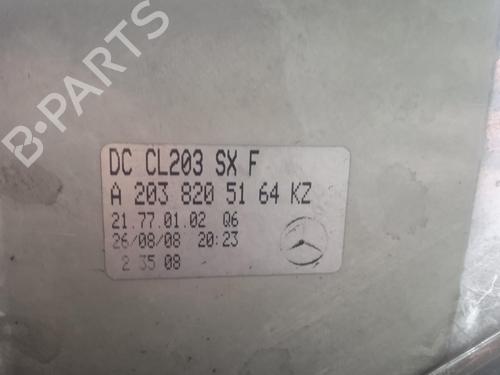 B-PARTS
DC CL203 SX F
A 203 820 51 64 KZ
21.77.01.02 Q6
26/08/08 20:23
2 35 08